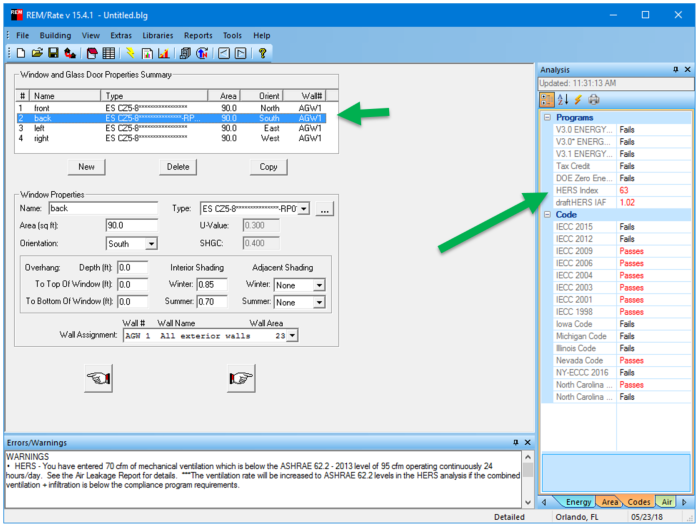 REM/Rate v 15.4.1 - Untitled.blg
File Building View Extras Libraries Reports Tools Help
Window and Glass Door Properties Summary
# Name Type Area Orient Wall#
1 front ES CZ5-8***************** 90.0 North AGW1
2 back ES CZ5-8***************-RP... 90.0 South AGW1
3 left ES CZ5-8***************** 90.0 East AGW1
4 right ES CZ5-8***************** 90.0 West AGW1
New Delete Copy
Window Properties
Name: back Type: ES CZ5-8***************-RP0 ...
Area (sq ft): 90.0 U-Value: 0.300
Orientation: South SHGC: 0.400
Overhang: Depth (ft): 0.0 Interior Shading Adjacent Shading
To Top Of Window (ft): 0.0 Winter: 0.85 Winter: None
To Bottom Of Window (ft): 0.0 Summer: 0.70 Summer: None
Wall # Wall Name Wall Area
Wall Assignment: AGW 1 All exterior walls 23
Analysis
Updated: 11:31:13 AM
Programs
V3.0 ENERGY... Fails
V3.0* ENERG... Fails
V3.1 ENERGY... Fails
Tax Credit Fails
DOE Zero Ene... Fails
HERS Index 63
draftHERS IAF 1.02
Code
IECC 2015 Fails
IECC 2012 Fails
IECC 2009 Passes
IECC 2006 Passes
IECC 2004 Passes
IECC 2003 Passes
IECC 2001 Passes
IECC 1998 Passes
Iowa Code Fails
Michigan Code Fails
Illinois Code Fails
Nevada Code Passes
NY-ECCC 2016 Fails
North Carolina ... Passes
North Carolina ... Fails
Energy Area Codes Air
Errors/Warnings
WARNINGS
• HERS - You have entered 70 cfm of mechanical ventilation which is below the ASHRAE 62.2 - 2013 level of 95 cfm operating continuously 24
hours/day. See the Air Leakage Report for details. ***The ventilation rate will be increased to ASHRAE 62.2 levels in the HERS analysis if the combined
ventilation + infiltration is below the compliance program requirements.
Detailed Orlando, FL 05/23/18